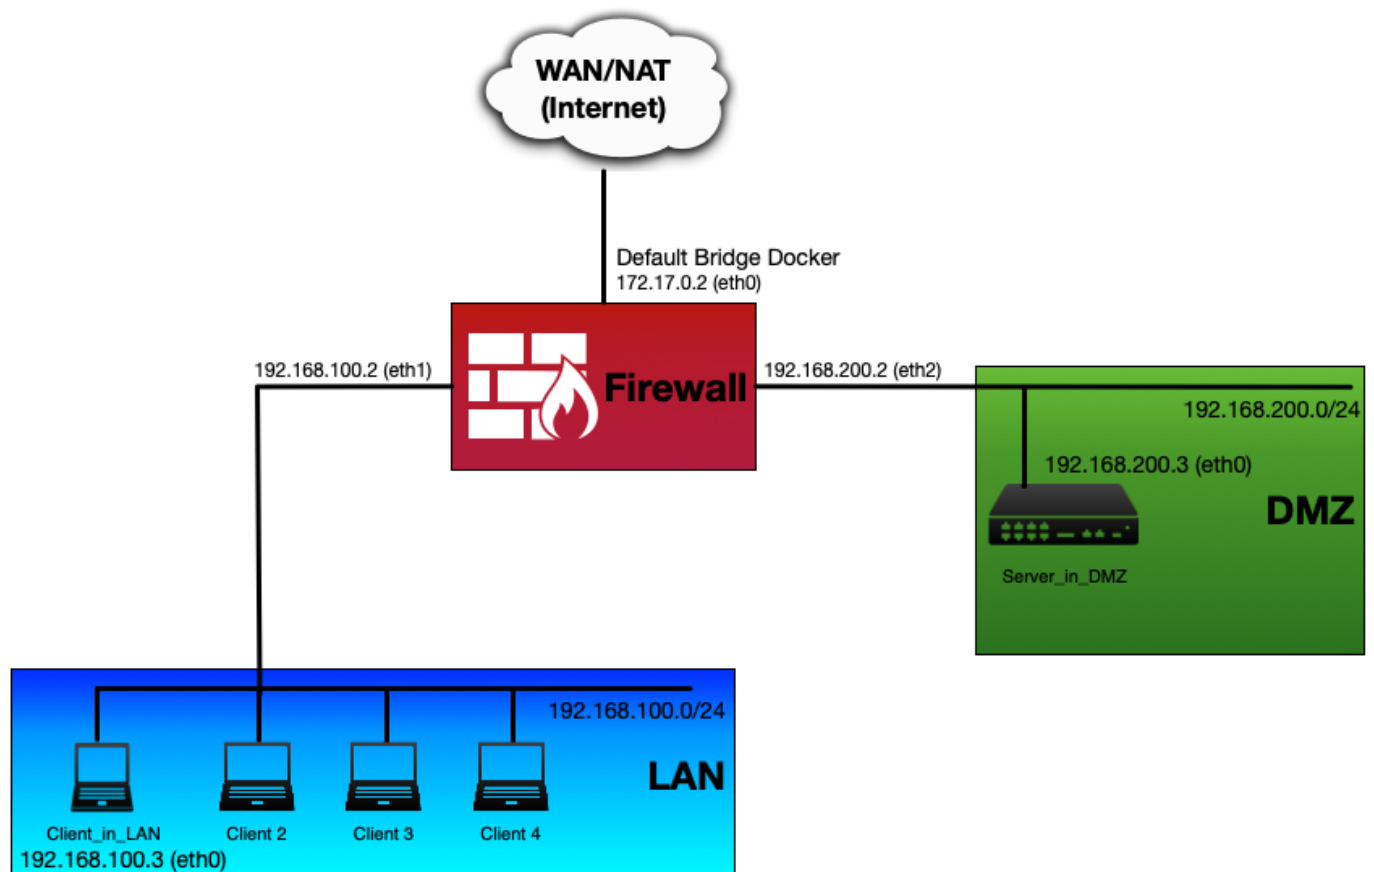 WAN/NAT
(Internet)
Default Bridge Docker
172.17.0.2 (eth0)
192.168.100.2 (eth1)
Firewall
192.168.200.2 (eth2)
192.168.200.0/24
192.168.200.3 (eth0)
DMZ
Server_in_DMZ
192.168.100.0/24
LAN
Client_in_LAN
192.168.100.3 (eth0)
Client 2
Client 3
Client 4